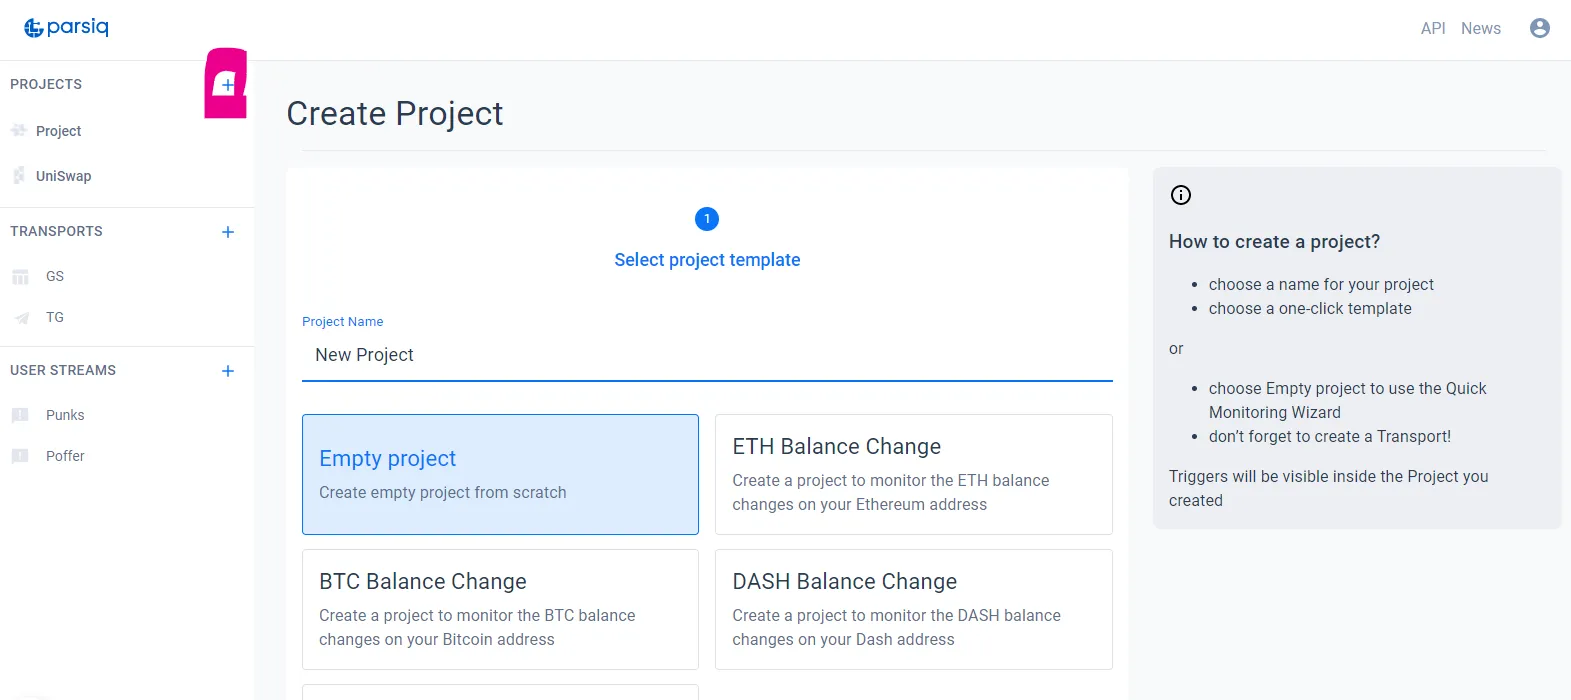 parsiq
API News
PROJECTS
+
Project
UniSwap
TRANSPORTS
+
GS
TG
USER STREAMS
+
Punks
Poffer
Create Project
1
Select project template
Project Name
New Project
Empty project
Create empty project from scratch
ETH Balance Change
Create a project to monitor the ETH balance
changes on your Ethereum address
BTC Balance Change
Create a project to monitor the BTC balance
changes on your Bitcoin address
DASH Balance Change
Create a project to monitor the DASH balance
changes on your Dash address
How to create a project?
• choose a name for your project
• choose a one-click template
or
• choose Empty project to use the Quick
Monitoring Wizard
• don’t forget to create a Transport!
Triggers will be visible inside the Project you
created